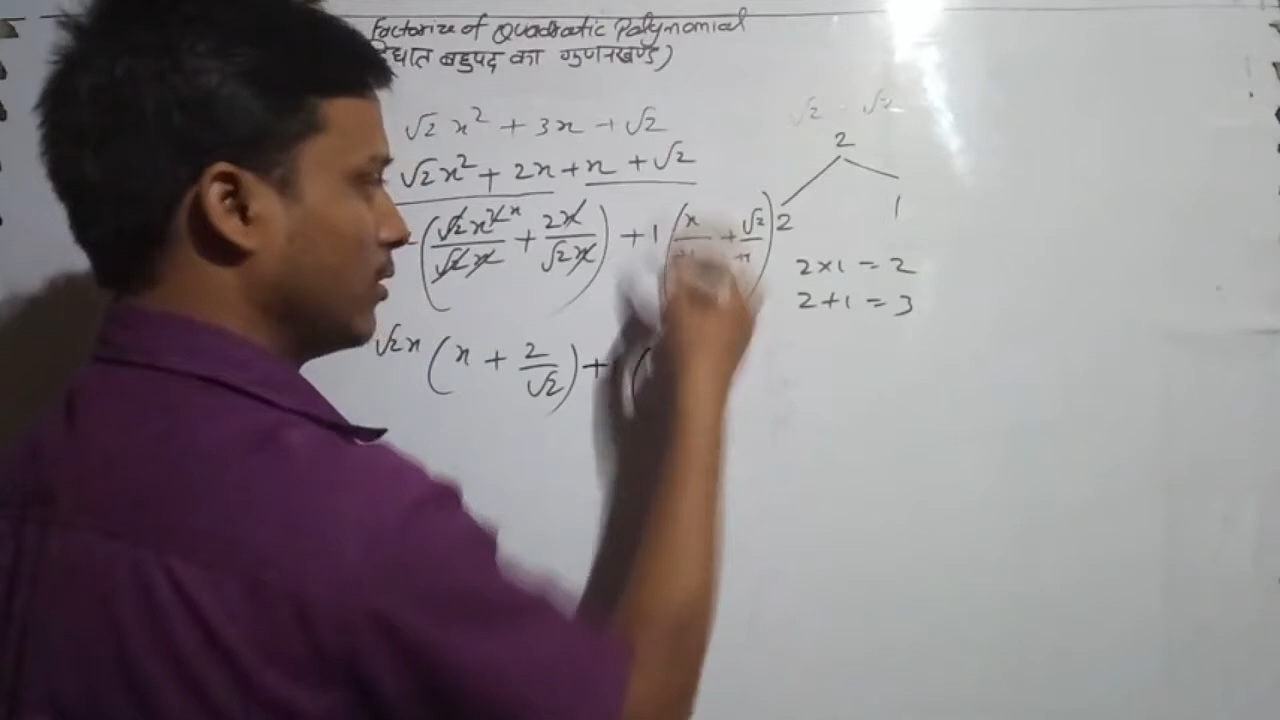 Factorize of Quadratic Polynomial
द्विघात बहुपद का गुणनखण्ड)
√2 x² + 3x + √2
√2x² + 2x + x + √2
(√2x²/√2x x + 2x/√2x) + 1 (x/ + √2/)
√2x (x + 2/√2) + (
√2 √2
2
2 1
2×1 = 2
2+1 = 3